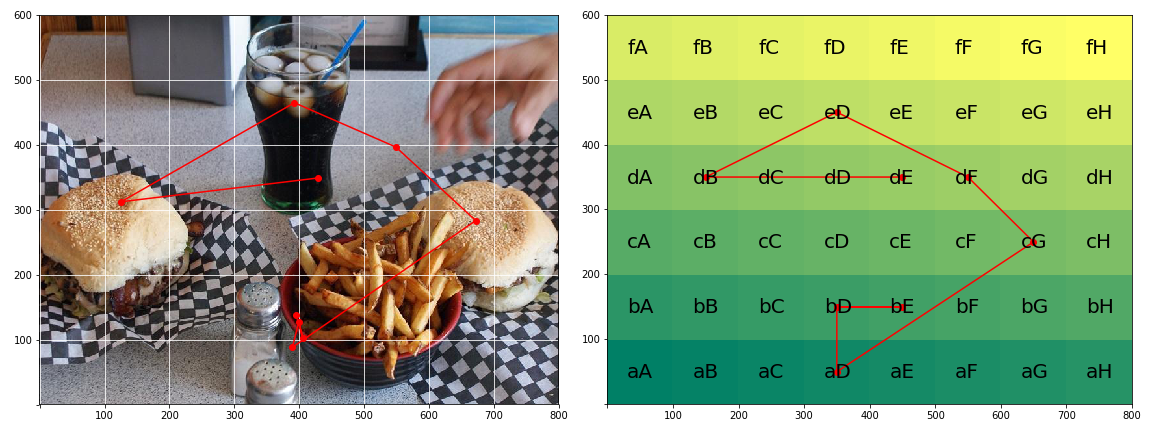 600
500
400
300
200
100
100 200 300 400 500 600 700 800
600
500
400
300
200
100
100 200 300 400 500 600 700 800
fA fB fC fD fE fF fG fH
eA eB eC eD eE eF eG eH
dA dB dC dD dE dF dG dH
cA cB cC cD cE cF cG cH
bA bB bC bD bE bF bG bH
aA aB aC aD aE aF aG aH